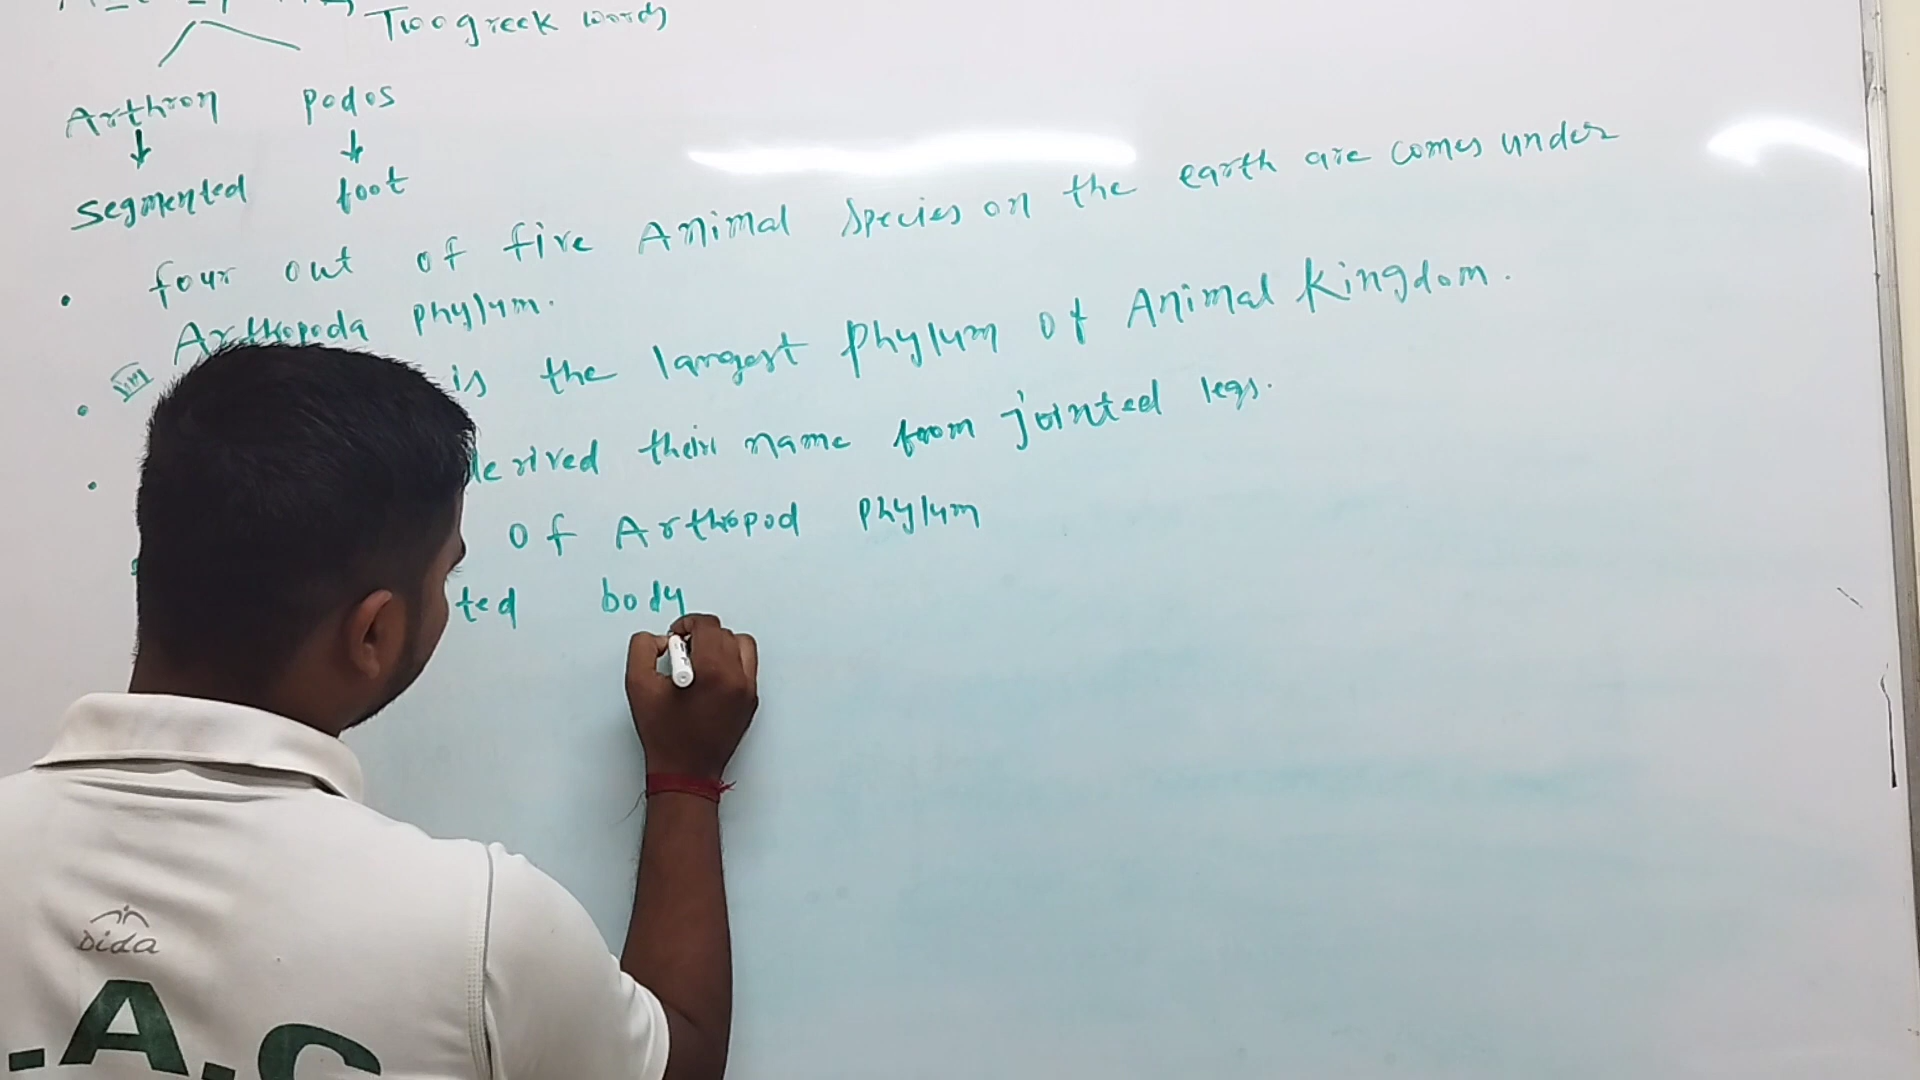 Two greek words
Arthron podos
Segmented foot
• four out of five Animal Species on the earth are comes under
Arthopoda phylum.
• is the largest Phylum of Animal Kingdom.
• derived their name from jointed legs.
of Arthopod phylum
ted body
Dida
.A.C